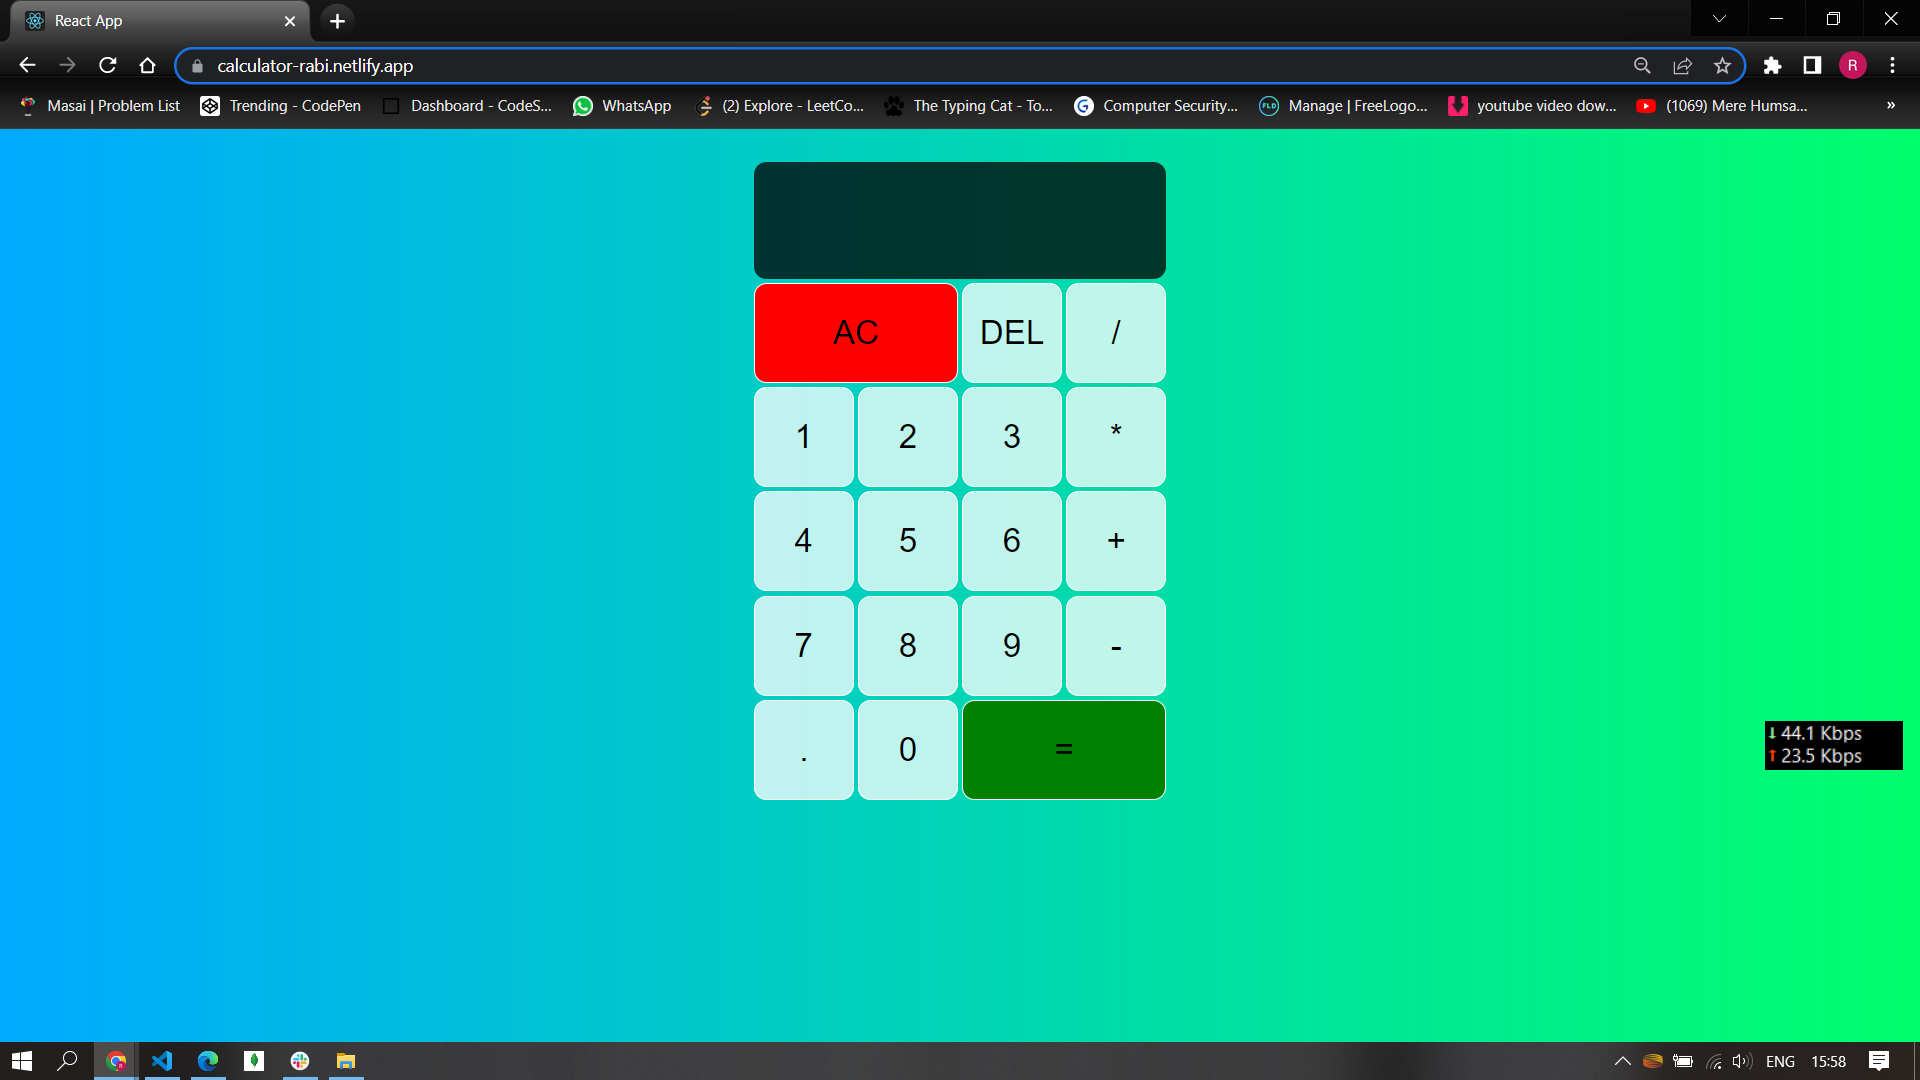 React App
calculator-rabi.netlify.app
R
Masai | Problem List Trending - CodePen Dashboard - CodeS... WhatsApp (2) Explore - LeetCo... The Typing Cat - To... Computer Security... FLD Manage | FreeLogo... youtube video dow... (1069) Mere Humsa... »
AC DEL /
1 2 3 *
4 5 6 +
7 8 9 -
. 0 =
↓ 44.1 Kbps
↑ 23.5 Kbps
ENG 15:58